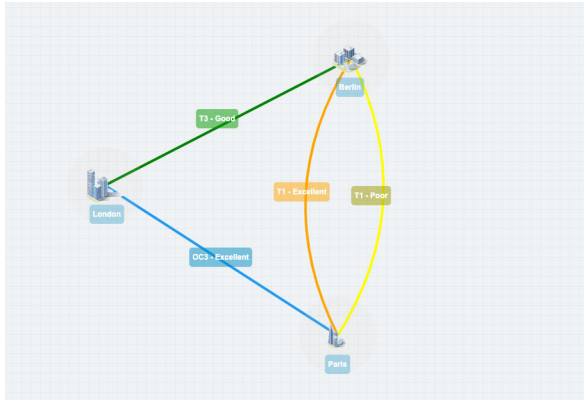 Berlin
T3 - Good
T1 - Excellent
T1 - Poor
London
OC3 - Excellent
Paris